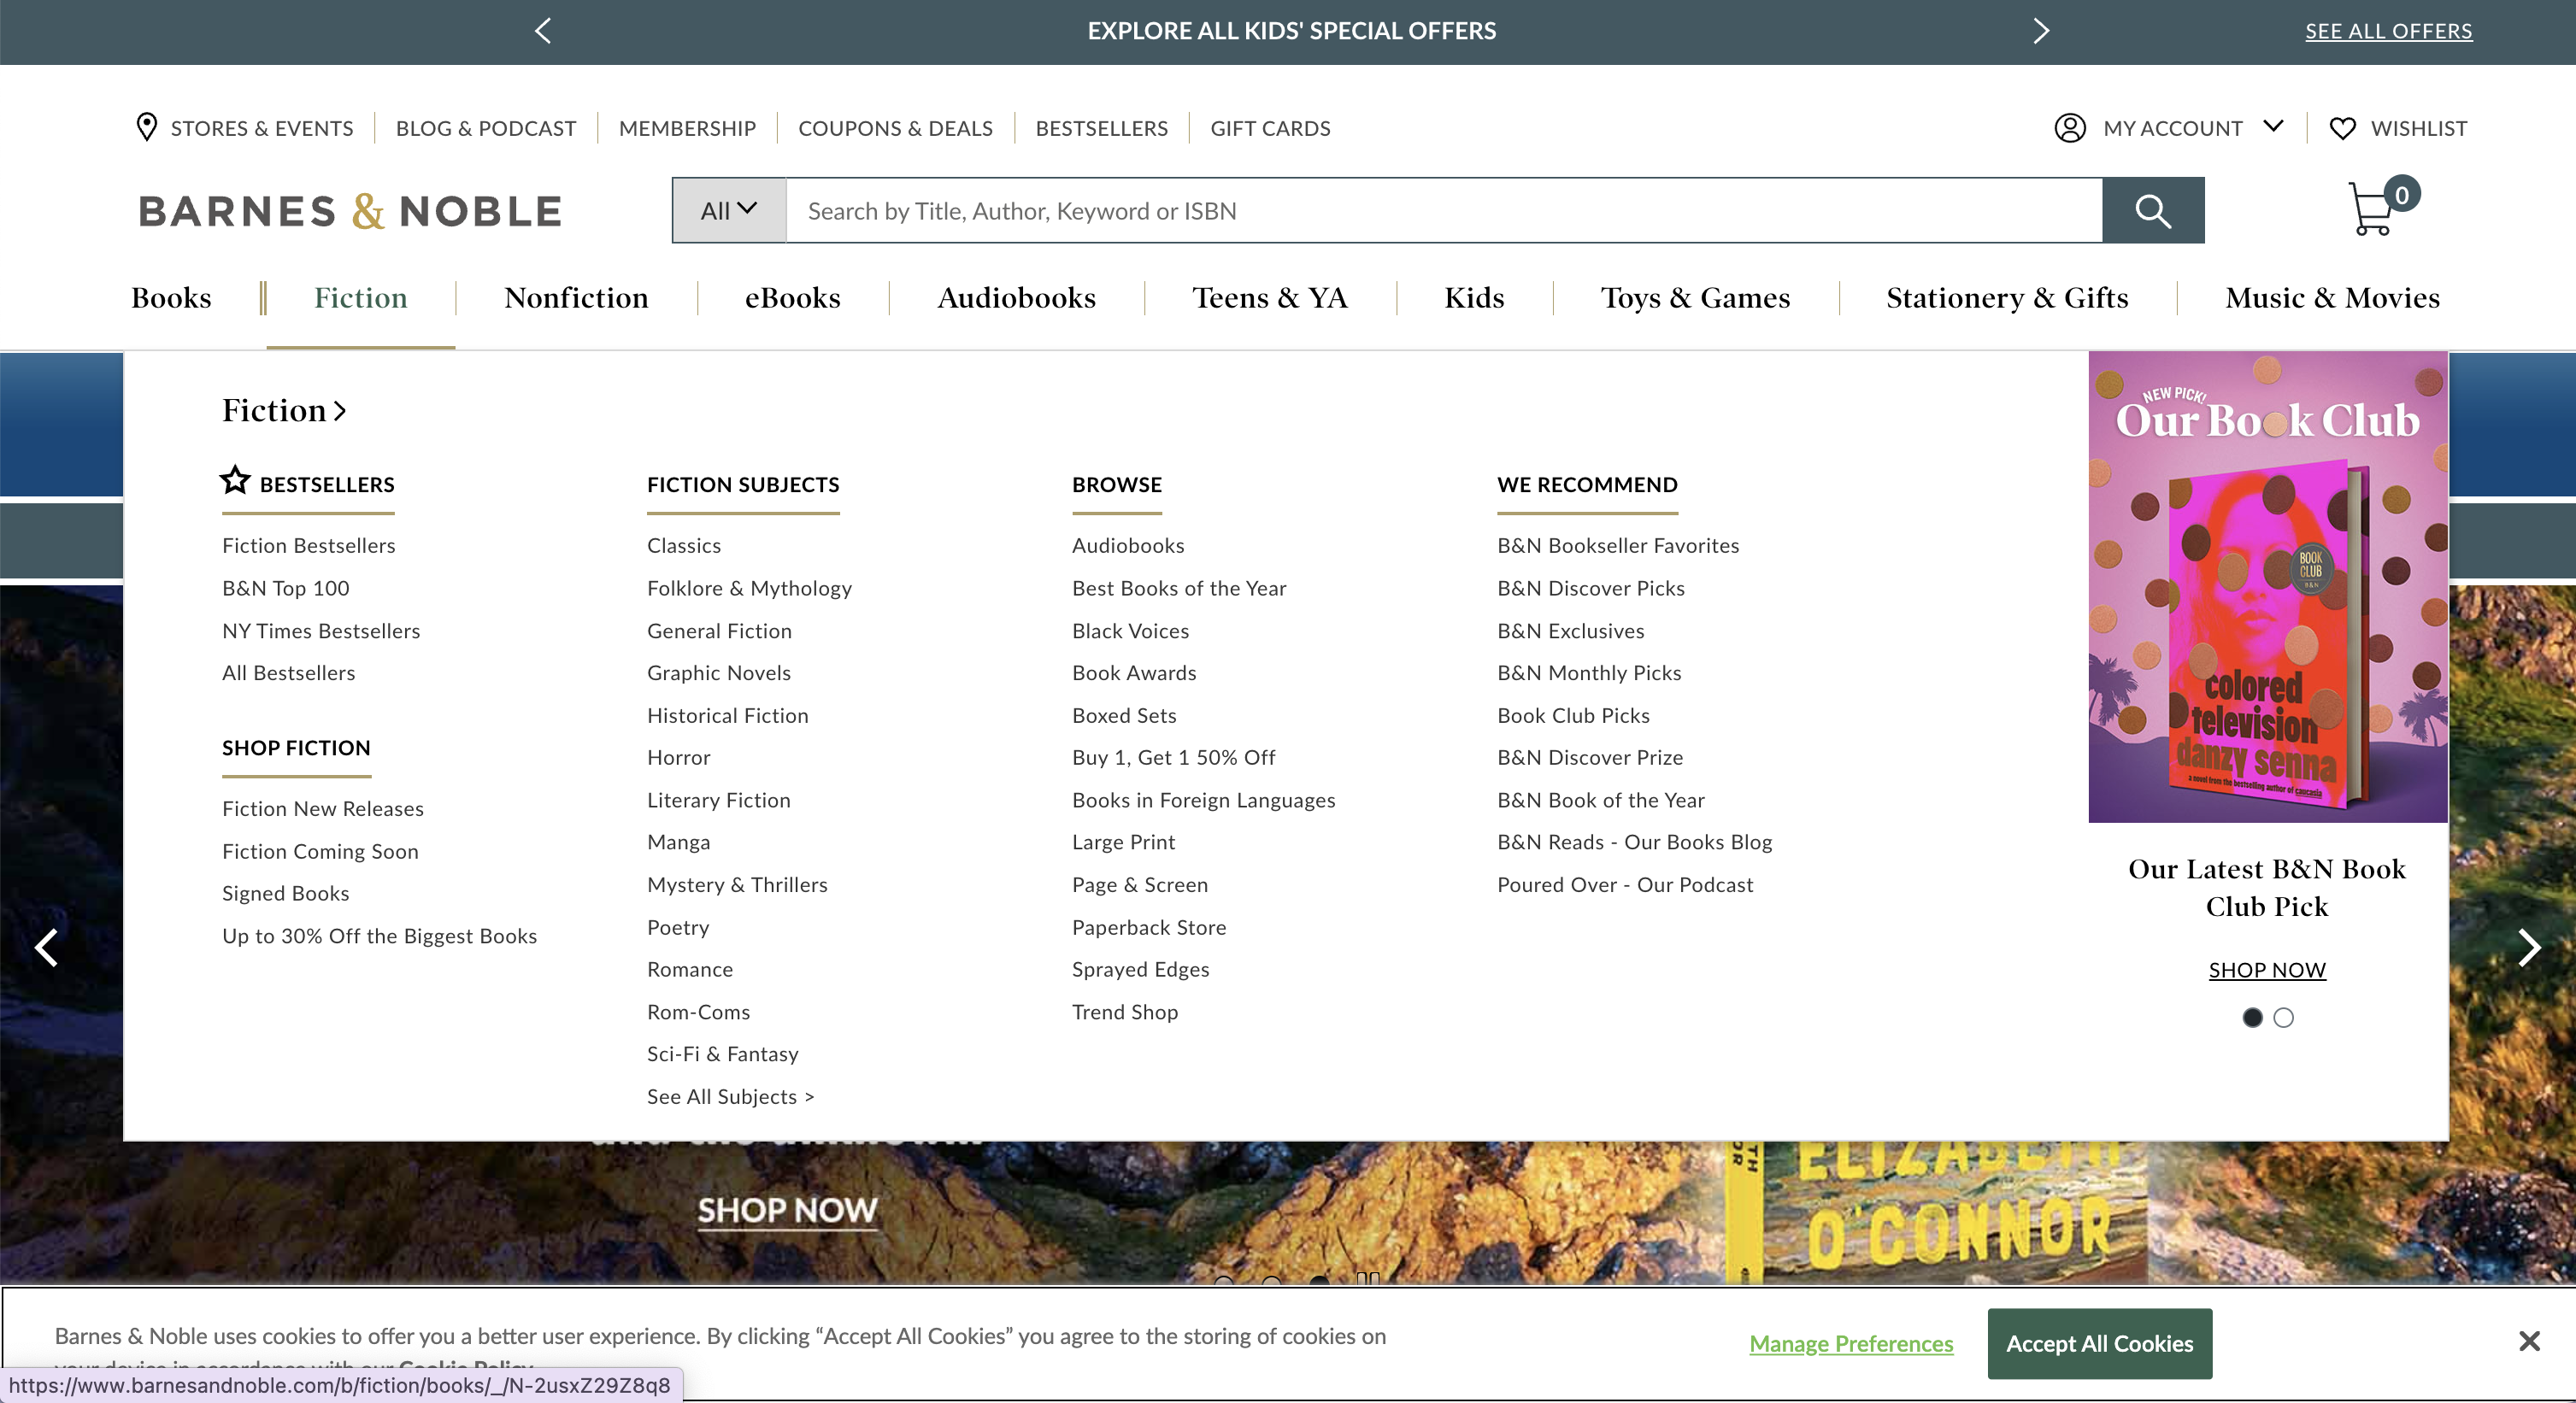 EXPLORE ALL KIDS' SPECIAL OFFERS
SEE ALL OFFERS
STORES & EVENTS
BLOG & PODCAST
MEMBERSHIP
COUPONS & DEALS
BESTSELLERS
GIFT CARDS
MY ACCOUNT
WISHLIST
BARNES & NOBLE
All
Search by Title, Author, Keyword or ISBN
0
Books
Fiction
Nonfiction
eBooks
Audiobooks
Teens & YA
Kids
Toys & Games
Stationery & Gifts
Music & Movies
Fiction >
BESTSELLERS
Fiction Bestsellers
B&N Top 100
NY Times Bestsellers
All Bestsellers
SHOP FICTION
Fiction New Releases
Fiction Coming Soon
Signed Books
Up to 30% Off the Biggest Books
FICTION SUBJECTS
Classics
Folklore & Mythology
General Fiction
Graphic Novels
Historical Fiction
Horror
Literary Fiction
Manga
Mystery & Thrillers
Poetry
Romance
Rom-Coms
Sci-Fi & Fantasy
See All Subjects >
BROWSE
Audiobooks
Best Books of the Year
Black Voices
Book Awards
Boxed Sets
Buy 1, Get 1 50% Off
Books in Foreign Languages
Large Print
Page & Screen
Paperback Store
Sprayed Edges
Trend Shop
WE RECOMMEND
B&N Bookseller Favorites
B&N Discover Picks
B&N Exclusives
B&N Monthly Picks
Book Club Picks
B&N Discover Prize
B&N Book of the Year
B&N Reads - Our Books Blog
Poured Over - Our Podcast
NEW PICK!
Our Book Club
BOOK
CLUB
B&N
colored
television
danzy senna
a novel from the bestselling author of caucasia
Our Latest B&N Book
Club Pick
SHOP NOW
SHOP NOW
ELIZABETH
O'CONNOR
Barnes & Noble uses cookies to offer you a better user experience. By clicking “Accept All Cookies” you agree to the storing of cookies on
your device in accordance with our Cookie Policy
Manage Preferences
Accept All Cookies
https://www.barnesandnoble.com/b/fiction/books/_/N-2usxZ29Z8q8